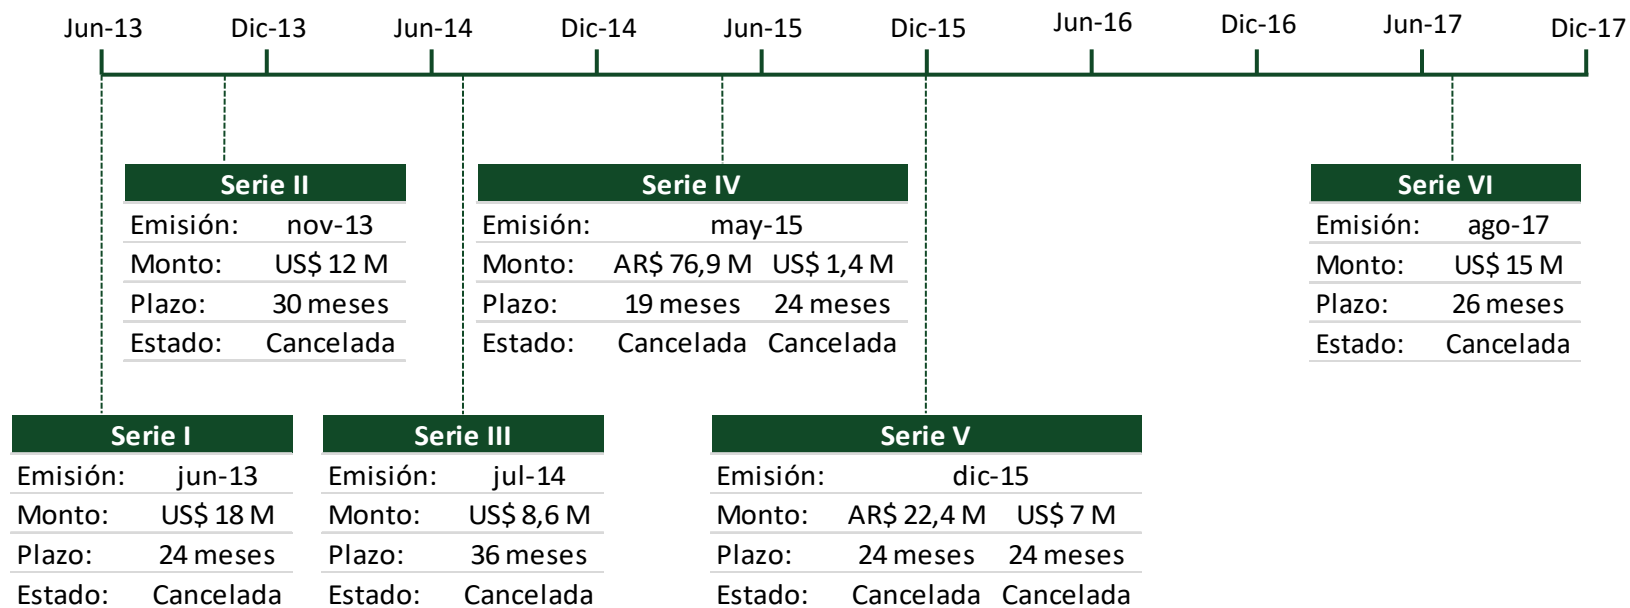 Jun-13 Dic-13 Jun-14 Dic-14 Jun-15 Dic-15 Jun-16 Dic-16 Jun-17 Dic-17
Serie II
Emisión: nov-13
Monto: US$ 12 M
Plazo: 30 meses
Estado: Cancelada
Serie IV
Emisión: may-15
Monto: AR$ 76,9 M US$ 1,4 M
Plazo: 19 meses 24 meses
Estado: Cancelada Cancelada
Serie VI
Emisión: ago-17
Monto: US$ 15 M
Plazo: 26 meses
Estado: Cancelada
Serie I
Emisión: jun-13
Monto: US$ 18 M
Plazo: 24 meses
Estado: Cancelada
Serie III
Emisión: jul-14
Monto: US$ 8,6 M
Plazo: 36 meses
Estado: Cancelada
Serie V
Emisión: dic-15
Monto: AR$ 22,4 M US$ 7 M
Plazo: 24 meses 24 meses
Estado: Cancelada Cancelada